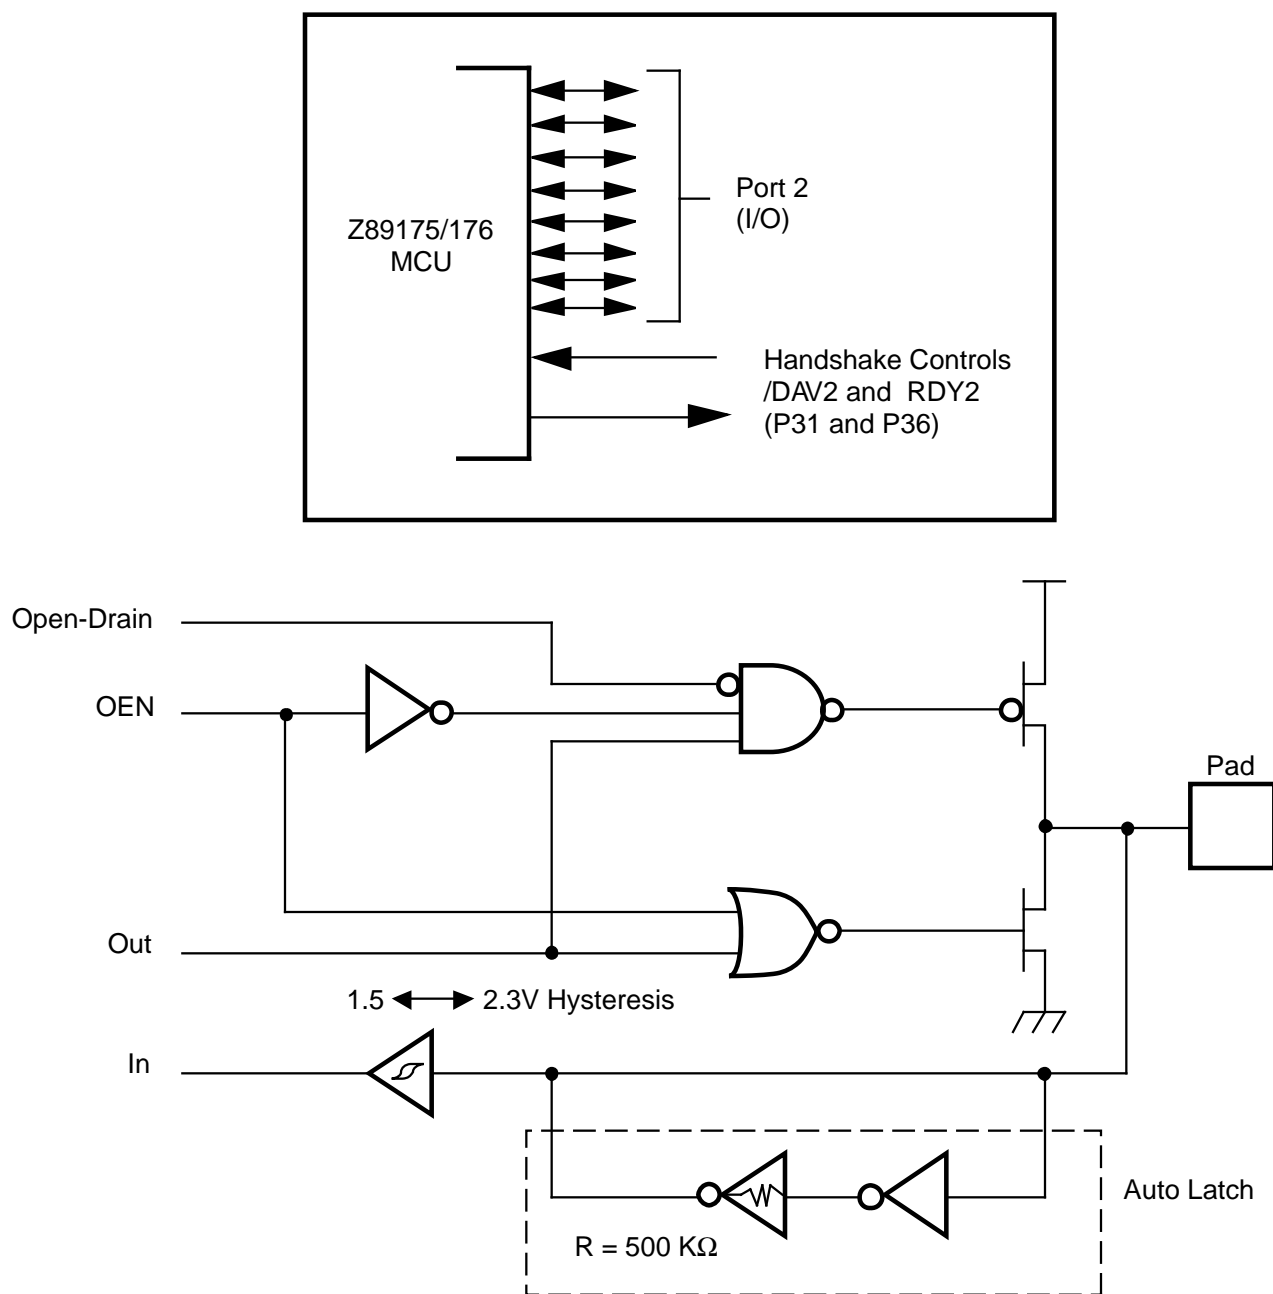 Z89175/176
MCU
Port 2
(I/O)
Handshake Controls
/DAV2 and RDY2
(P31 and P36)
Open-Drain
OEN
Pad
Out
1.5 2.3V Hysteresis
In
Auto Latch
R = 500 KΩ